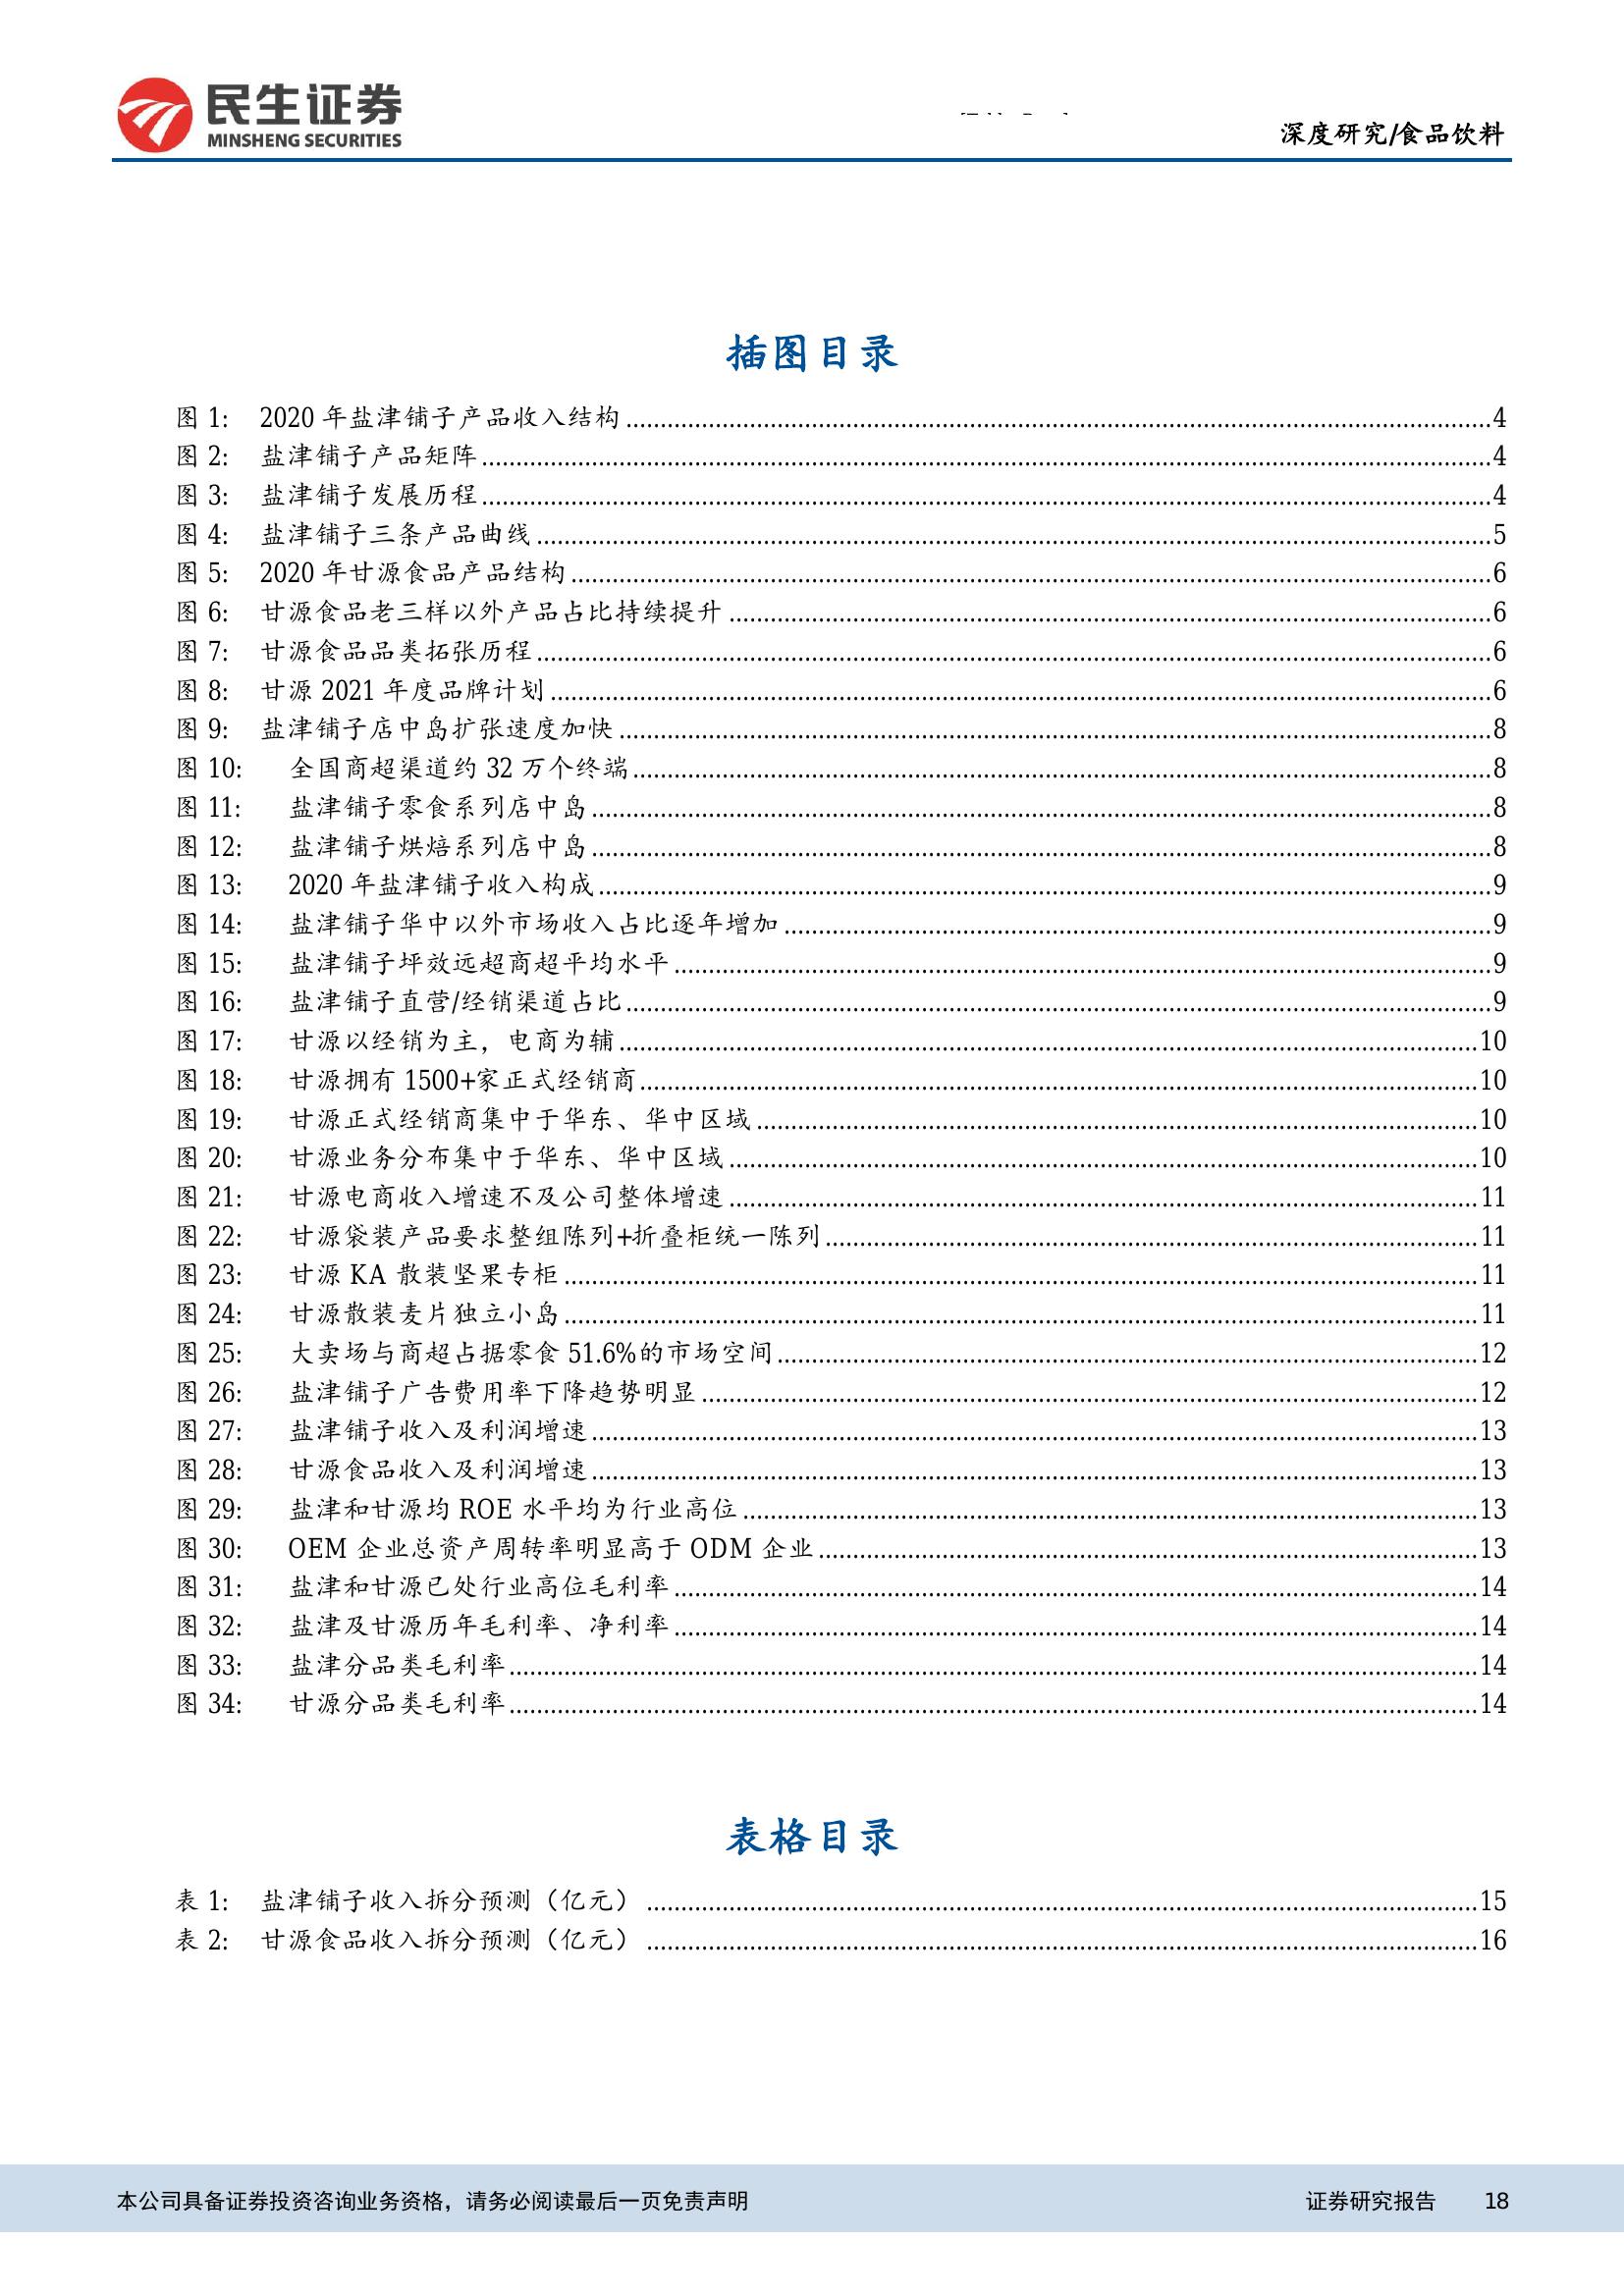 民生证券
MINSHENG SECURITIES
深度研究/食品饮料
插图目录
图 1: 2020 年盐津铺子产品收入结构 4
图 2: 盐津铺子产品矩阵 4
图 3: 盐津铺子发展历程 4
图 4: 盐津铺子三条产品曲线 5
图 5: 2020 年甘源食品产品结构 6
图 6: 甘源食品老三样以外产品占比持续提升 6
图 7: 甘源食品品类拓张历程 6
图 8: 甘源 2021 年度品牌计划 6
图 9: 盐津铺子店中岛扩张速度加快 8
图 10: 全国商超渠道约 32 万个终端 8
图 11: 盐津铺子零食系列店中岛 8
图 12: 盐津铺子烘焙系列店中岛 8
图 13: 2020 年盐津铺子收入构成 9
图 14: 盐津铺子华中以外市场收入占比逐年增加 9
图 15: 盐津铺子坪效远超商超平均水平 9
图 16: 盐津铺子直营/经销渠道占比 9
图 17: 甘源以经销为主，电商为辅 10
图 18: 甘源拥有 1500+家正式经销商 10
图 19: 甘源正式经销商集中于华东、华中区域 10
图 20: 甘源业务分布集中于华东、华中区域 10
图 21: 甘源电商收入增速不及公司整体增速 11
图 22: 甘源袋装产品要求整组陈列+折叠柜统一陈列 11
图 23: 甘源 KA 散装坚果专柜 11
图 24: 甘源散装麦片独立小岛 11
图 25: 大卖场与商超占据零食 51.6%的市场空间 12
图 26: 盐津铺子广告费用率下降趋势明显 12
图 27: 盐津铺子收入及利润增速 13
图 28: 甘源食品收入及利润增速 13
图 29: 盐津和甘源均 ROE 水平均为行业高位 13
图 30: OEM 企业总资产周转率明显高于 ODM 企业 13
图 31: 盐津和甘源已处行业高位毛利率 14
图 32: 盐津及甘源历年毛利率、净利率 14
图 33: 盐津分品类毛利率 14
图 34: 甘源分品类毛利率 14
表格目录
表 1: 盐津铺子收入拆分预测（亿元） 15
表 2: 甘源食品收入拆分预测（亿元） 16
本公司具备证券投资咨询业务资格，请务必阅读最后一页免责声明
证券研究报告 18